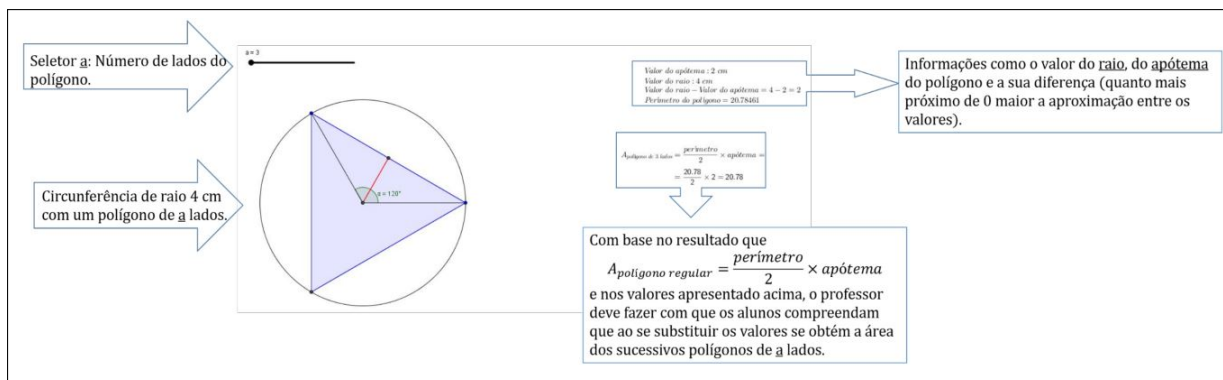 Seletor a: Número de lados do
polígono.
a = 3
Valor do apótema : 2 cm
Valor do raio : 4 cm
Valor do raio − Valor do apótema = 4 − 2 = 2
Perímetro do polígono = 20.78461
Informações como o valor do raio, do apótema
do polígono e a sua diferença (quanto mais
próximo de 0 maior a aproximação entre os
valores).
Circunferência de raio 4 cm
com um polígono de a lados.
a = 120°
A polígono de 3 lados = perímetro / 2 × apótema =
= 20.78 / 2 × 2 = 20.78
Com base no resultado que
A polígono regular = perímetro / 2 × apótema
e nos valores apresentado acima, o professor
deve fazer com que os alunos compreendam
que ao se substituir os valores se obtém a área
dos sucessivos polígonos de a lados.